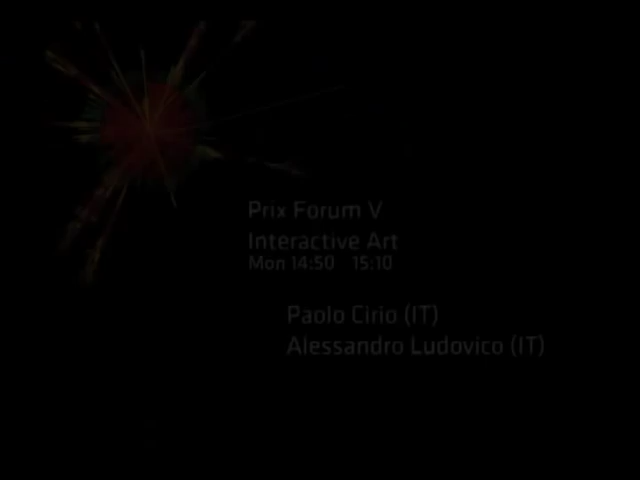 Prix Forum V
Interactive Art
Mon 14:50 15:10
Paolo Cirio (IT)
Alessandro Ludovico (IT)